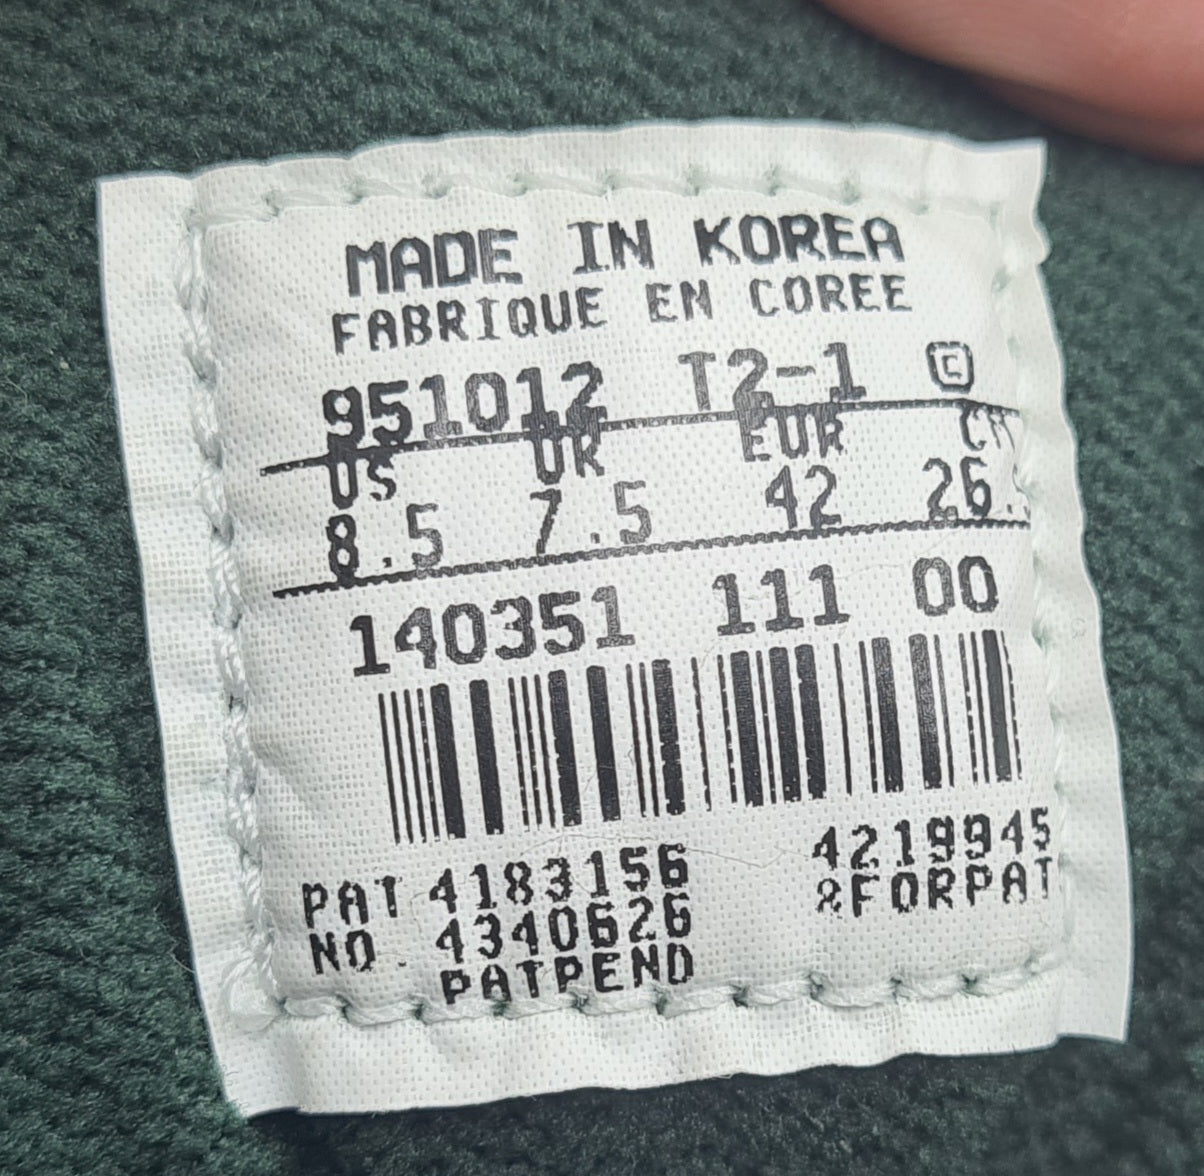 MADE IN KOREA
FABRIQUE EN COREE
951012 T2-1 C
US UK EUR CM
8.5 7.5 42 26.
140351 111 00
PAT 4183156 4219945
NO. 4340626 &FORPAT
PATPEND